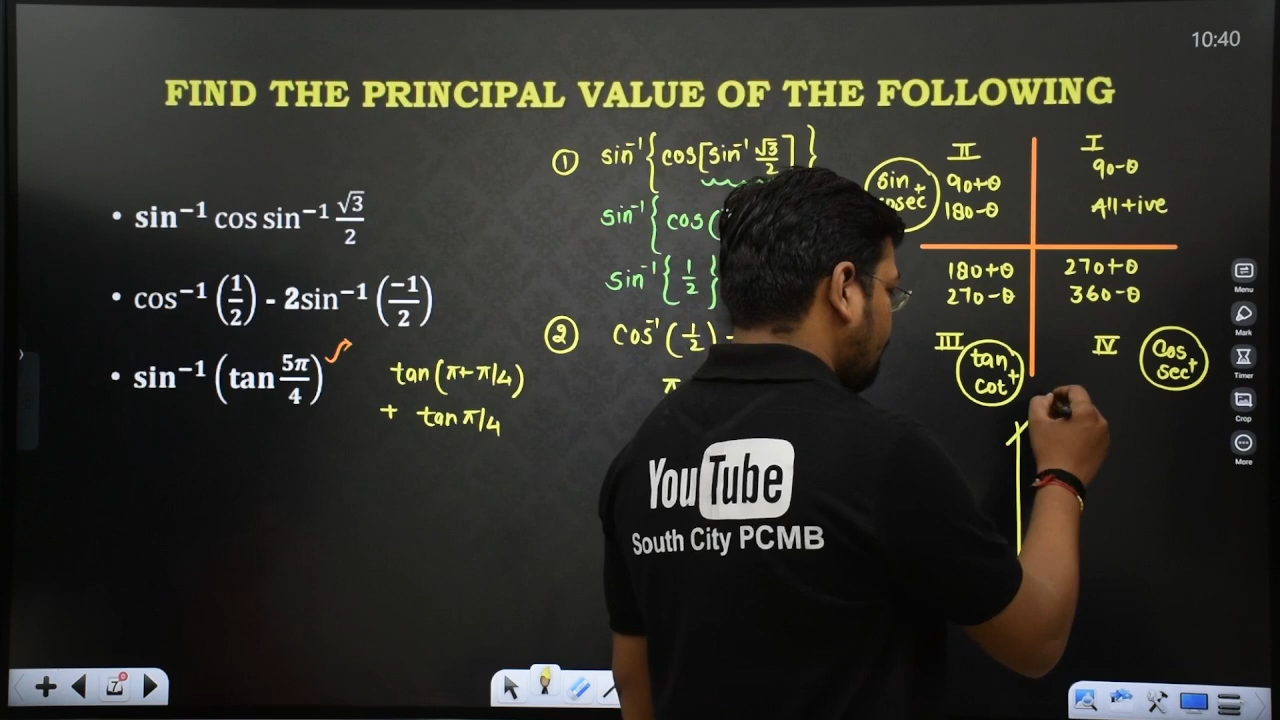 10:40
FIND THE PRINCIPAL VALUE OF THE FOLLOWING
• sin⁻¹ cos sin⁻¹ √3/2
• cos⁻¹ (1/2) - 2sin⁻¹ (-1/2)
• sin⁻¹ (tan 5π/4)
tan(π+π/4)
+ tan π/4
① sin⁻¹{cos[sin⁻¹ √3/2]}
sin⁻¹{cos(
sin⁻¹{1/2}
② cos⁻¹(1/2) -
π
II
sin+
cosec
90+θ
180-θ
I
90-θ
All +ive
180+θ
270-θ
III
tan+
cot
270+θ
360-θ
IV
cos+
sec
Menu
Mark
Timer
Crop
More
YouTube
South City PCMB
7